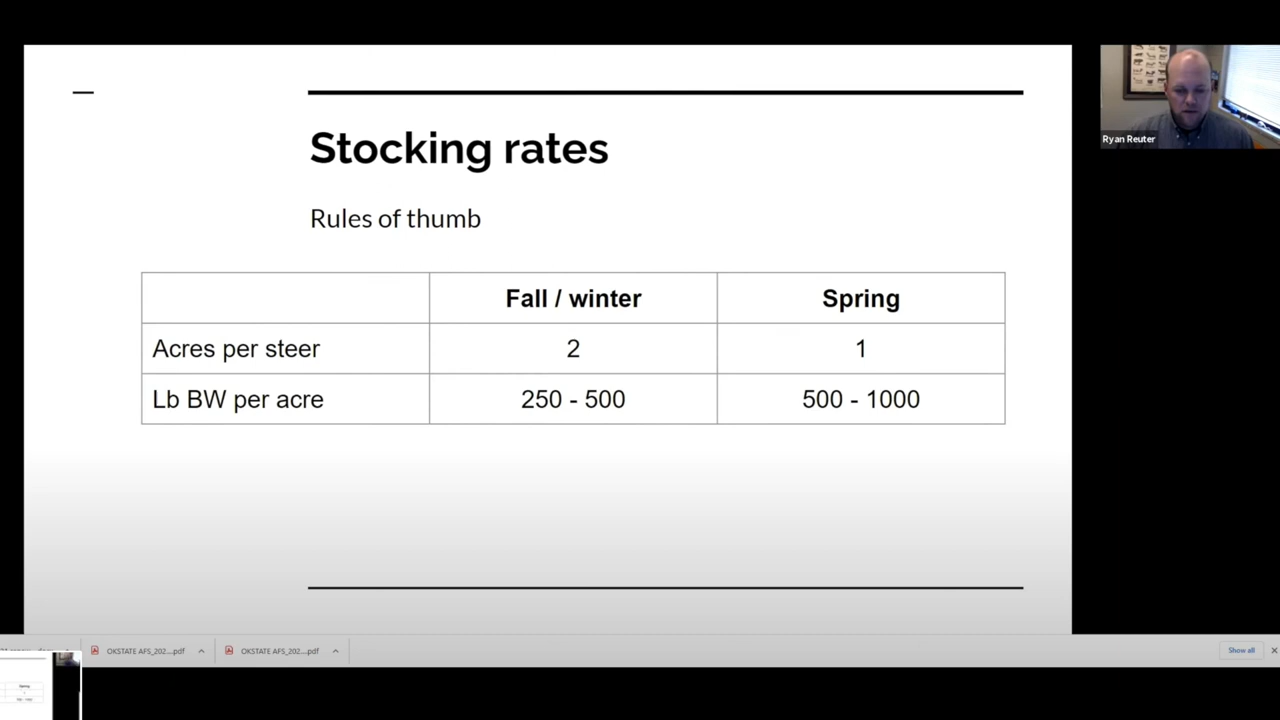 Stocking rates
Rules of thumb
Fall / winter
Spring
Acres per steer
2
1
Lb BW per acre
250 - 500
500 - 1000
Ryan Reuter
OKSTATE AFS_202....pdf
OKSTATE AFS_202....pdf
Show all